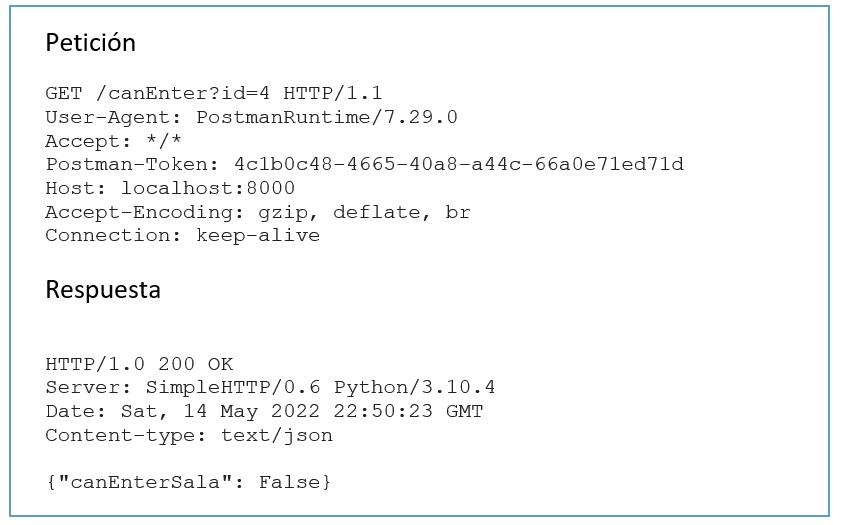 Petición
GET /canEnter?id=4 HTTP/1.1
User-Agent: PostmanRuntime/7.29.0
Accept: */*
Postman-Token: 4c1b0c48-4665-40a8-a44c-66a0e71ed71d
Host: localhost:8000
Accept-Encoding: gzip, deflate, br
Connection: keep-alive
Respuesta
HTTP/1.0 200 OK
Server: SimpleHTTP/0.6 Python/3.10.4
Date: Sat, 14 May 2022 22:50:23 GMT
Content-type: text/json
{"canEnterSala": False}